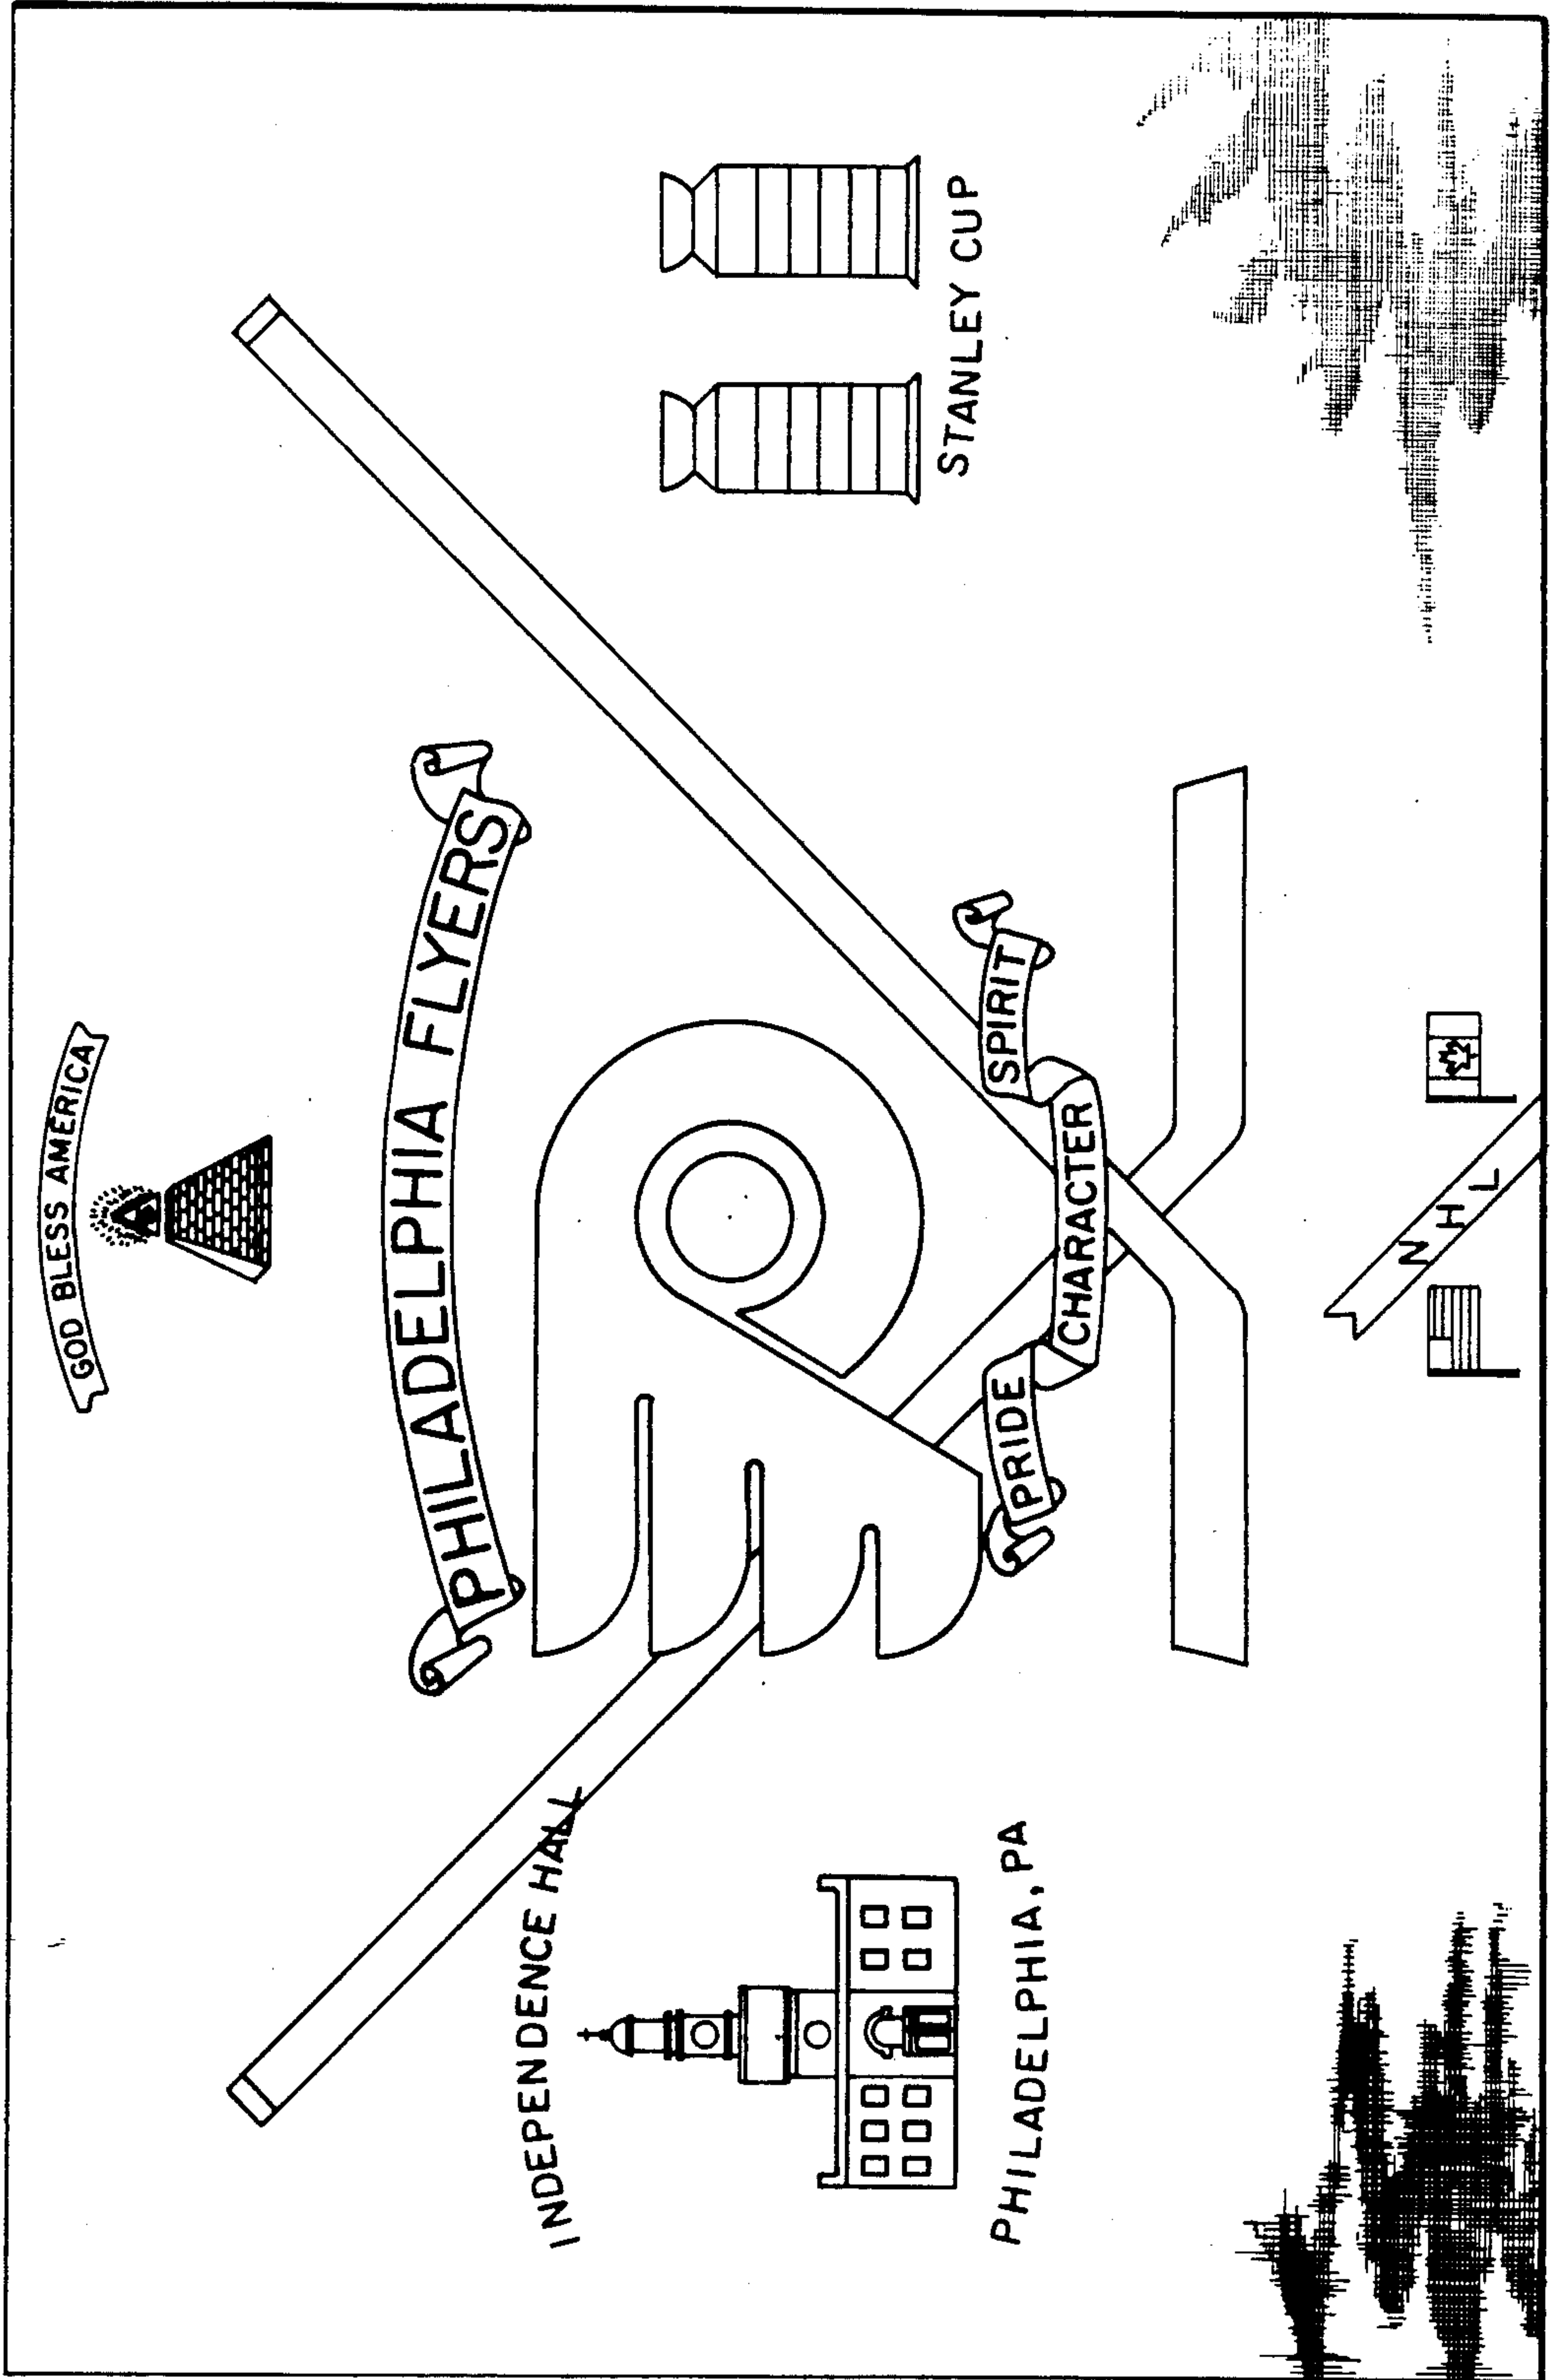 GOD BLESS AMERICA
PHILADELPHIA FLYERS
INDEPENDENCE HALL
PHILADELPHIA, PA
STANLEY CUP
PRIDE
CHARACTER
SPIRIT
NHL